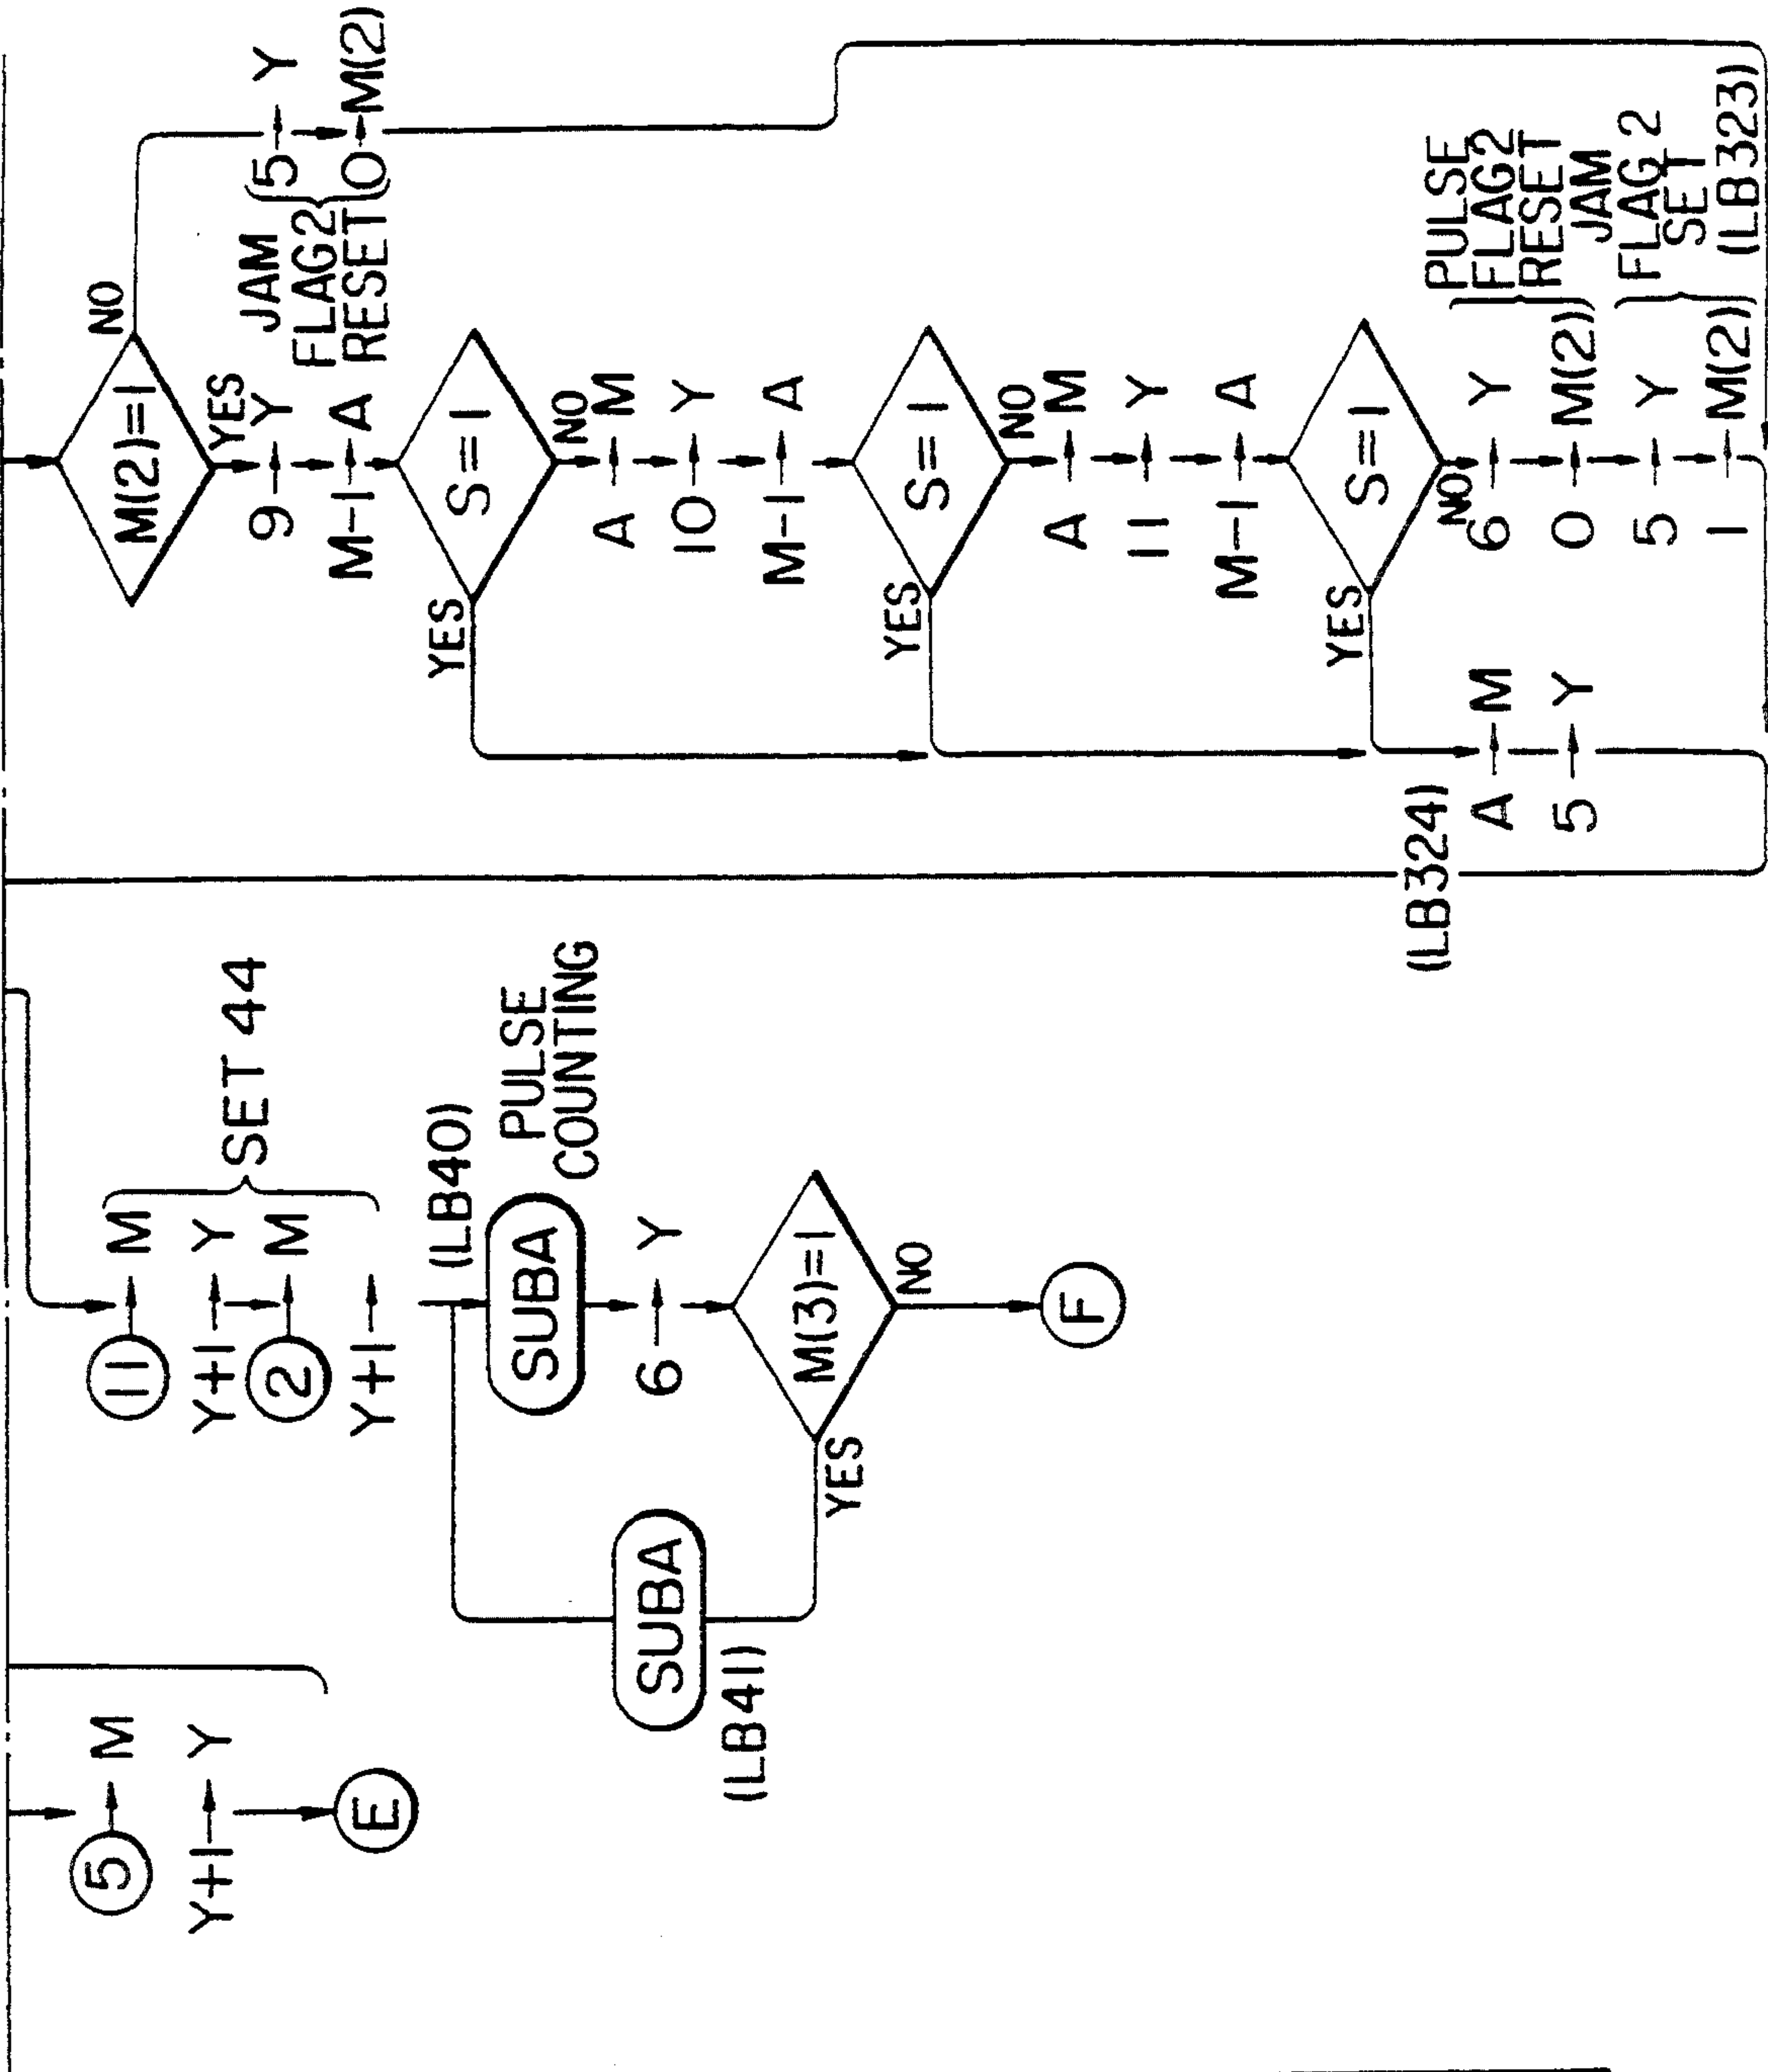 5→M
Y+1→Y
E
11→M
Y+1→Y
2→M
Y+1→
SET 44
(LB40)
SUBA
PULSE
COUNTING
6→Y
M(3)=1
YES
NO
SUBA
(LB41)
F
M(2)=1
NO
YES
5→Y
0→M(2)
JAM
FLAG2
RESET
9→Y
M-1→A
S=1
YES
NO
A→M
10→Y
M-1→A
S=1
YES
NO
A→M
11→Y
M-1→A
S=1
YES
NO
6→Y
0→M(2)
PULSE
FLAG2
RESET
5→Y
1→M(2)
JAM
FLAG 2
SET
(LB323)
(LB324)
A→M
5→Y